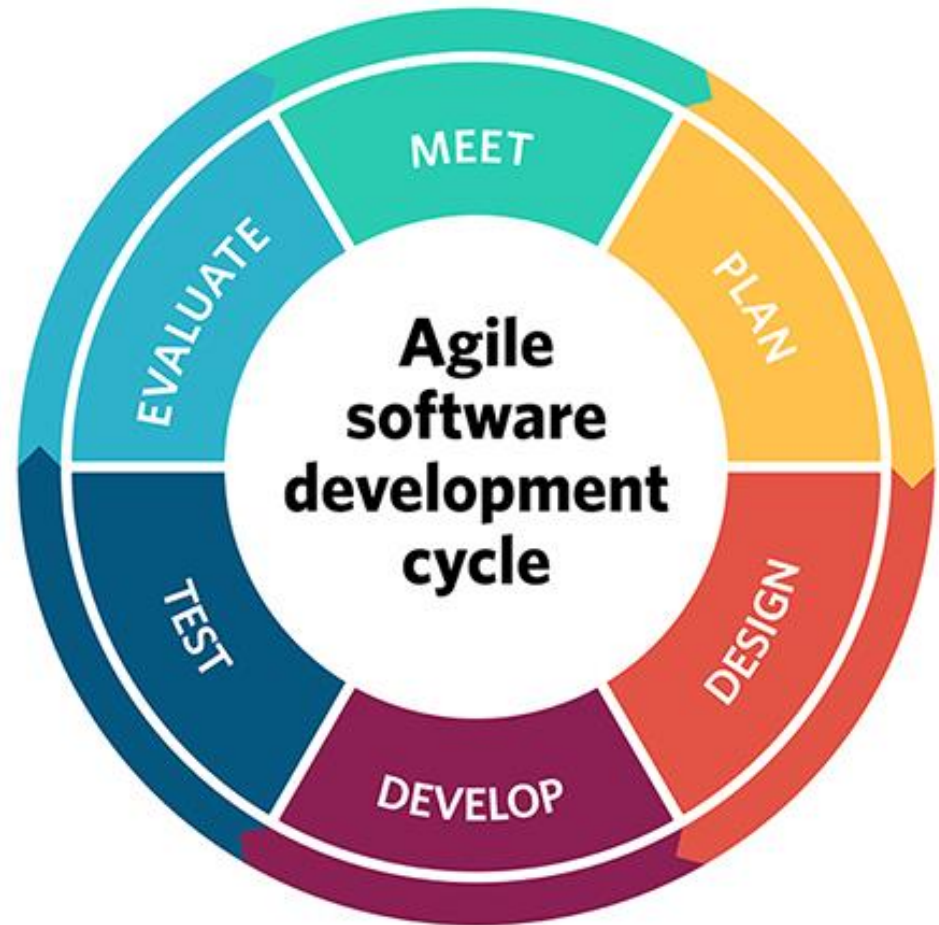 Agile
software
development
cycle
MEET
PLAN
DESIGN
DEVELOP
TEST
EVALUATE